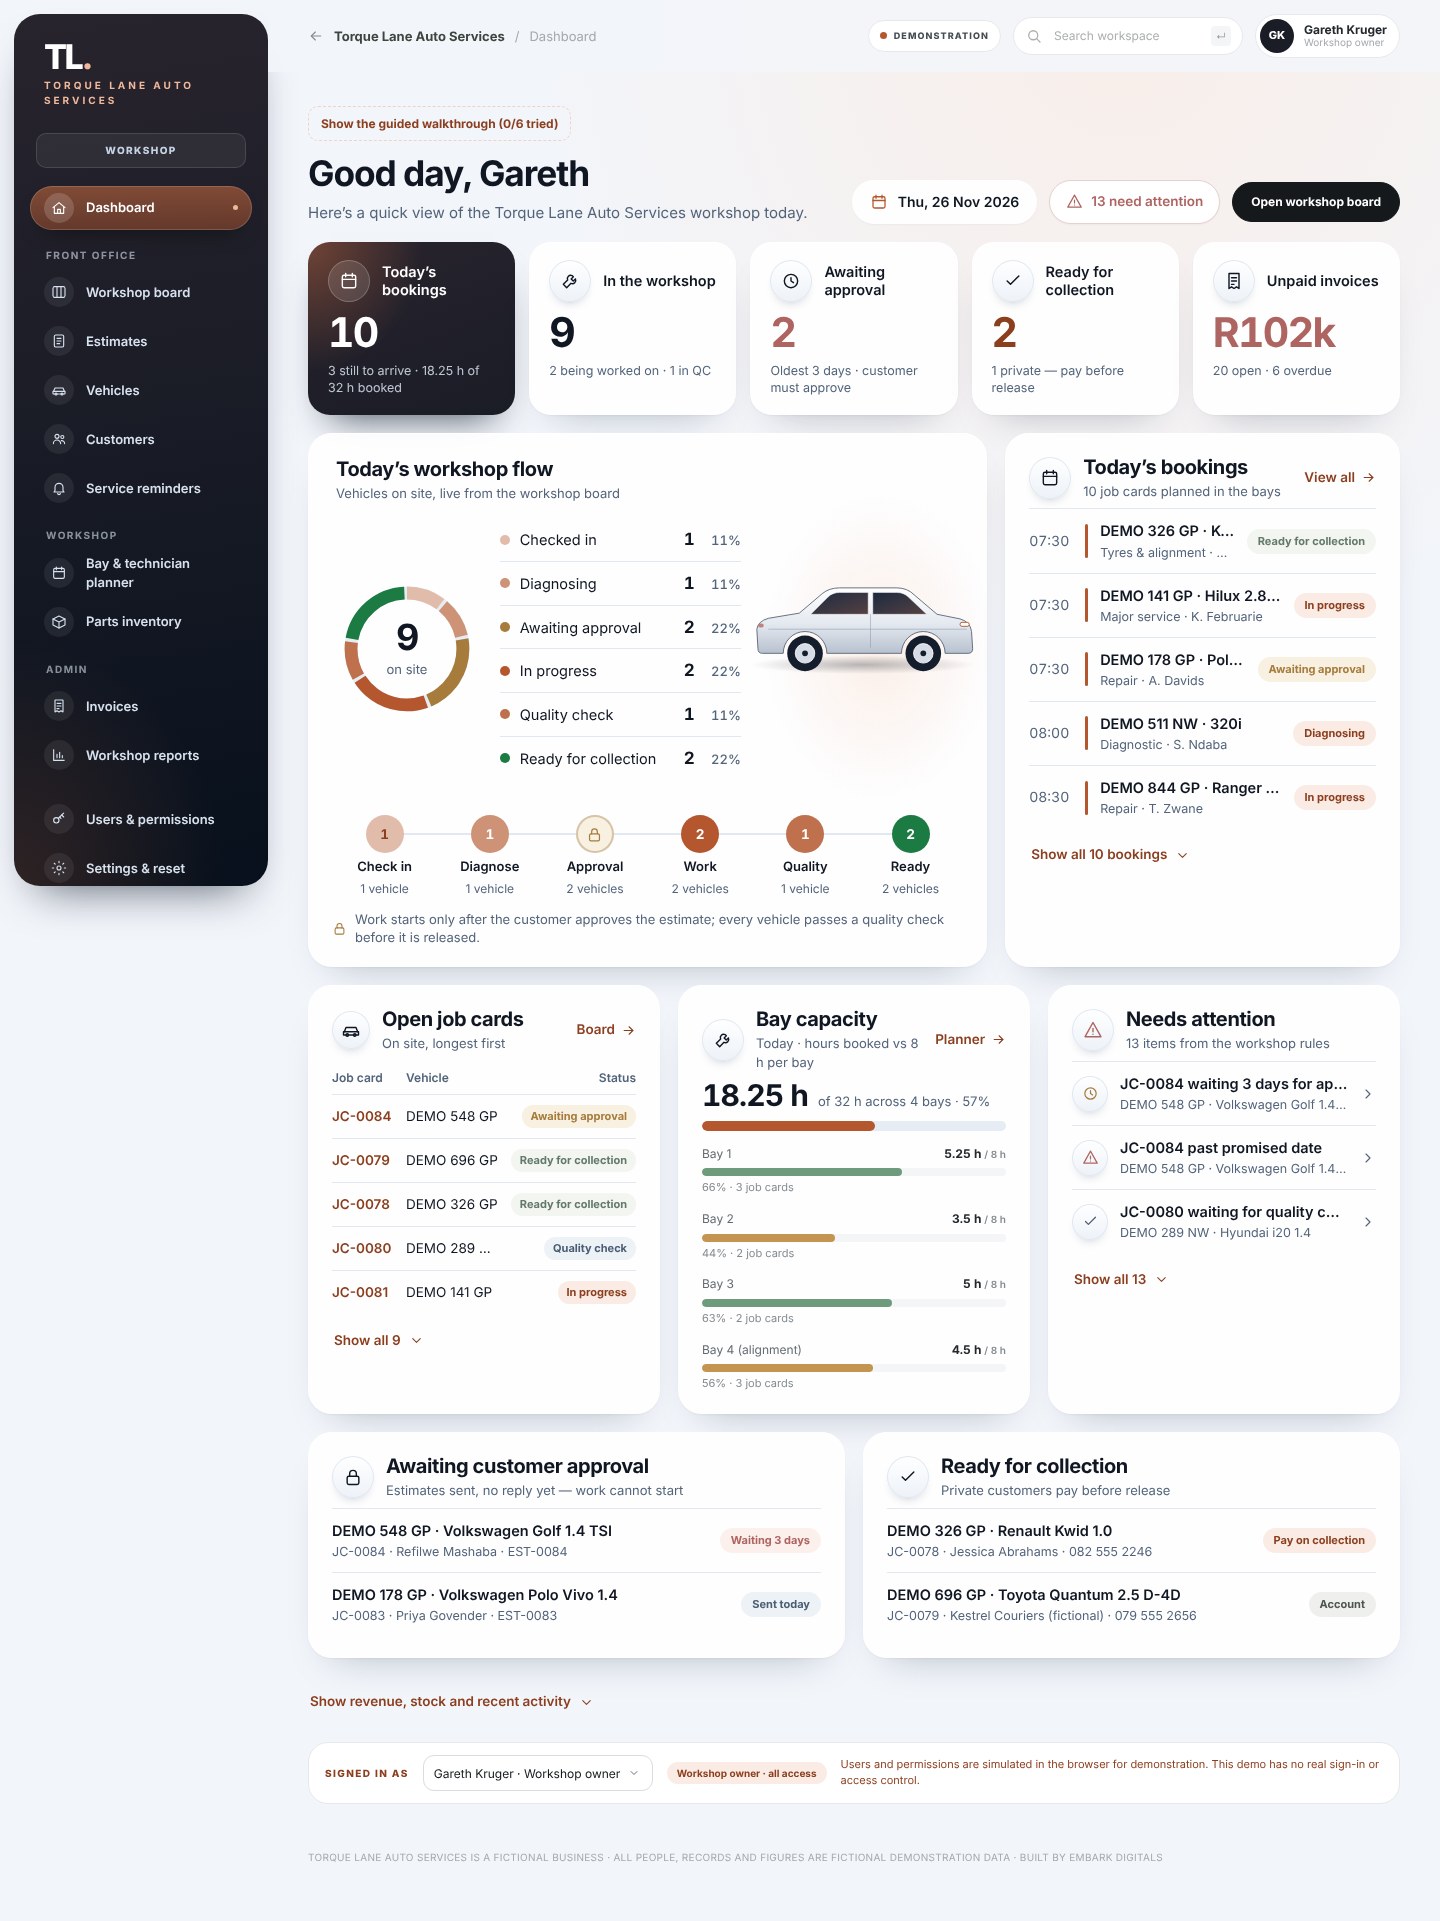 TL.
TORQUE LANE AUTO
SERVICES
WORKSHOP
Dashboard
FRONT OFFICE
Workshop board
Estimates
Vehicles
Customers
Service reminders
WORKSHOP
Bay & technician
planner
Parts inventory
ADMIN
Invoices
Workshop reports
Users & permissions
Settings & reset
Torque Lane Auto Services / Dashboard
DEMONSTRATION
Search workspace
GK
Gareth Kruger
Workshop owner
Show the guided walkthrough (0/6 tried)
Good day, Gareth
Here's a quick view of the Torque Lane Auto Services workshop today.
Thu, 26 Nov 2026
13 need attention
Open workshop board
Today's
bookings
10
3 still to arrive · 18.25 h of
32 h booked
In the workshop
9
2 being worked on · 1 in QC
Awaiting
approval
2
Oldest 3 days · customer
must approve
Ready for
collection
2
1 private — pay before
release
Unpaid invoices
R102k
20 open · 6 overdue
Today's workshop flow
Vehicles on site, live from the workshop board
9
on site
Checked in 1 11%
Diagnosing 1 11%
Awaiting approval 2 22%
In progress 2 22%
Quality check 1 11%
Ready for collection 2 22%
1
Check in
1 vehicle
1
Diagnose
1 vehicle
Approval
2 vehicles
2
Work
2 vehicles
1
Quality
1 vehicle
2
Ready
2 vehicles
Work starts only after the customer approves the estimate; every vehicle passes a quality check
before it is released.
Today's bookings
10 job cards planned in the bays
View all →
07:30
DEMO 326 GP · K...
Tyres & alignment · ...
Ready for collection
07:30
DEMO 141 GP · Hilux 2.8...
Major service · K. Februarie
In progress
07:30
DEMO 178 GP · Pol...
Repair · A. Davids
Awaiting approval
08:00
DEMO 511 NW · 320i
Diagnostic · S. Ndaba
Diagnosing
08:30
DEMO 844 GP · Ranger ...
Repair · T. Zwane
In progress
Show all 10 bookings
Open job cards
On site, longest first
Board →
Job card Vehicle Status
JC-0084 DEMO 548 GP Awaiting approval
JC-0079 DEMO 696 GP Ready for collection
JC-0078 DEMO 326 GP Ready for collection
JC-0080 DEMO 289 ... Quality check
JC-0081 DEMO 141 GP In progress
Show all 9
Bay capacity
Today · hours booked vs 8
h per bay
Planner →
18.25 h of 32 h across 4 bays · 57%
Bay 1 5.25 h / 8 h
66% · 3 job cards
Bay 2 3.5 h / 8 h
44% · 2 job cards
Bay 3 5 h / 8 h
63% · 2 job cards
Bay 4 (alignment) 4.5 h / 8 h
56% · 3 job cards
Needs attention
13 items from the workshop rules
JC-0084 waiting 3 days for ap...
DEMO 548 GP · Volkswagen Golf 1.4...
JC-0084 past promised date
DEMO 548 GP · Volkswagen Golf 1.4...
JC-0080 waiting for quality c...
DEMO 289 NW · Hyundai i20 1.4
Show all 13
Awaiting customer approval
Estimates sent, no reply yet — work cannot start
DEMO 548 GP · Volkswagen Golf 1.4 TSI
JC-0084 · Refilwe Mashaba · EST-0084
Waiting 3 days
DEMO 178 GP · Volkswagen Polo Vivo 1.4
JC-0083 · Priya Govender · EST-0083
Sent today
Ready for collection
Private customers pay before release
DEMO 326 GP · Renault Kwid 1.0
JC-0078 · Jessica Abrahams · 082 555 2246
Pay on collection
DEMO 696 GP · Toyota Quantum 2.5 D-4D
JC-0079 · Kestrel Couriers (fictional) · 079 555 2656
Account
Show revenue, stock and recent activity
SIGNED IN AS
Gareth Kruger · Workshop owner
Workshop owner · all access
Users and permissions are simulated in the browser for demonstration. This demo has no real sign-in or
access control.
TORQUE LANE AUTO SERVICES IS A FICTIONAL BUSINESS · ALL PEOPLE, RECORDS AND FIGURES ARE FICTIONAL DEMONSTRATION DATA · BUILT BY EMBARK DIGITALS